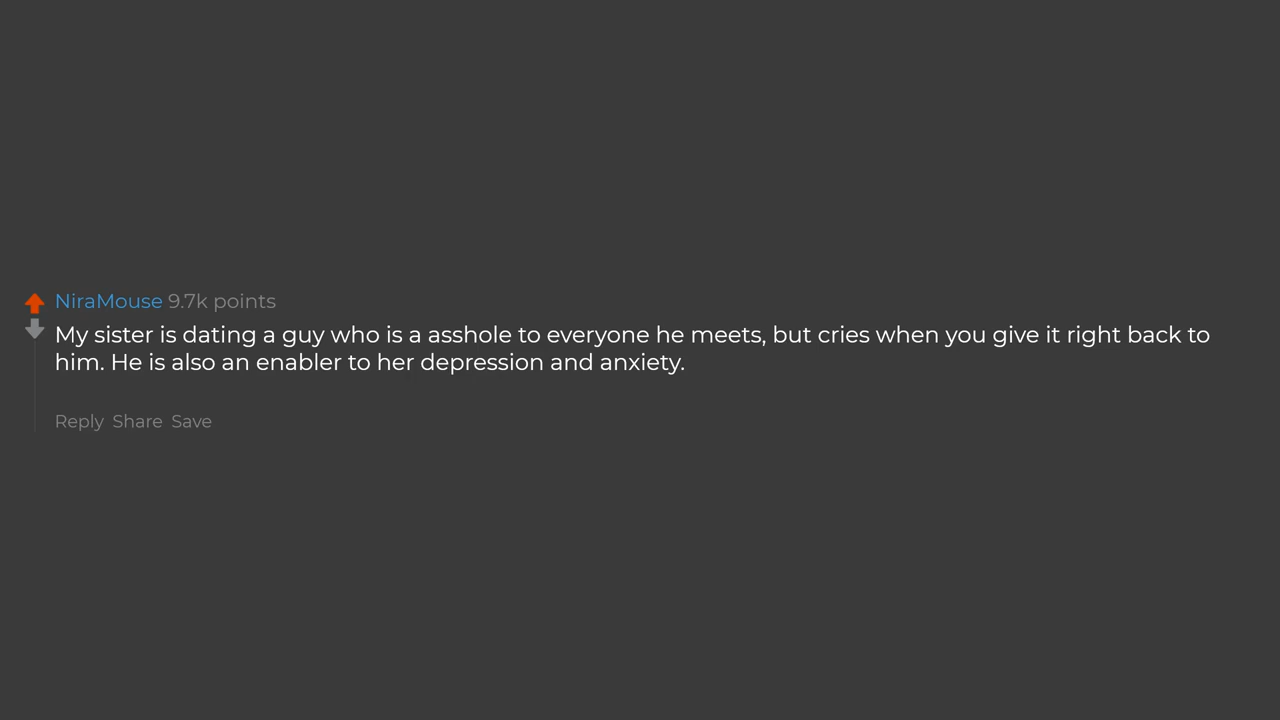 NiraMouse 9.7k points
My sister is dating a guy who is a asshole to everyone he meets, but cries when you give it right back to
him. He is also an enabler to her depression and anxiety.
Reply Share Save